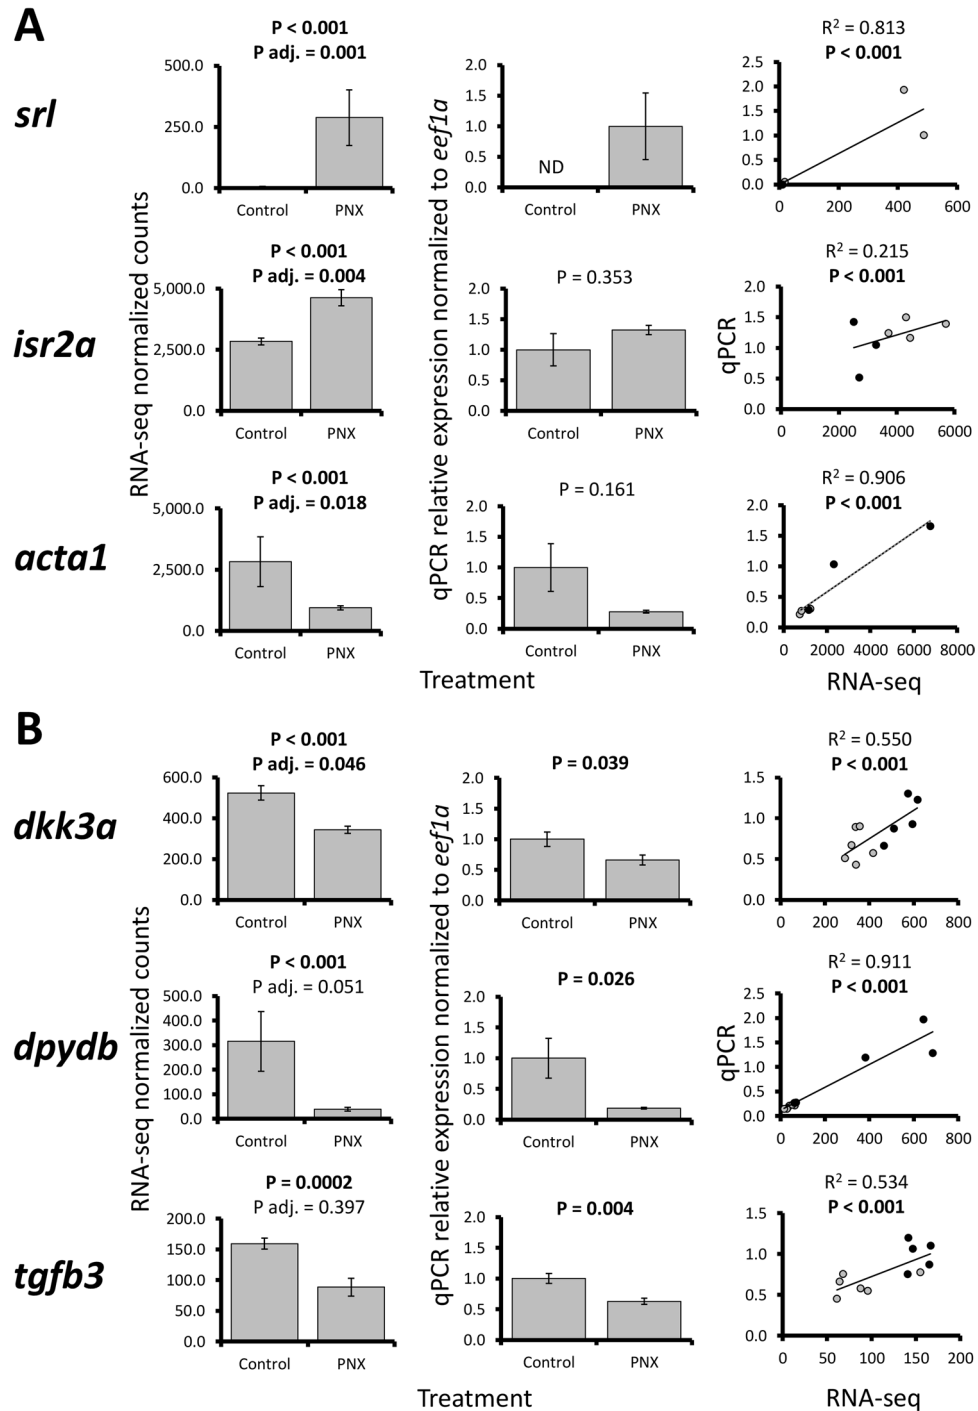 A
P < 0.001
P adj. = 0.001
R² = 0.813
P < 0.001
srl
500.0
250.0
0.0
Control
PNX
2.0
1.5
1.0
0.5
0.0
ND
Control
PNX
2.5
2.0
1.5
1.0
0.5
0.0
0
200
400
600
RNA-seq normalized counts
qPCR relative expression normalized to eef1a
isr2a
P < 0.001
P adj. = 0.004
5,000.0
2,500.0
0.0
Control
PNX
P = 0.353
2.0
1.5
1.0
0.5
0.0
Control
PNX
R² = 0.215
P < 0.001
qPCR
2.0
1.5
1.0
0.5
0.0
0
2000
4000
6000
acta1
P < 0.001
P adj. = 0.018
5,000.0
2,500.0
0.0
Control
PNX
P = 0.161
2.0
1.5
1.0
0.5
0.0
Control
PNX
R² = 0.906
P < 0.001
2.0
1.5
1.0
0.5
0.0
0
2000
4000
6000
8000
Treatment
RNA-seq
B
dkk3a
P < 0.001
P adj. = 0.046
600.0
400.0
200.0
0.0
Control
PNX
P = 0.039
2.0
1.5
1.0
0.5
0.0
Control
PNX
R² = 0.550
P < 0.001
1.5
1.0
0.5
0.0
0
200
400
600
800
RNA-seq normalized counts
qPCR relative expression normalized to eef1a
dpydb
P < 0.001
P adj. = 0.051
500.0
400.0
300.0
200.0
100.0
0.0
Control
PNX
P = 0.026
2.0
1.5
1.0
0.5
0.0
Control
PNX
R² = 0.911
P < 0.001
qPCR
2.5
2.0
1.5
1.0
0.5
0.0
0
200
400
600
800
tgfb3
P = 0.0002
P adj. = 0.397
200.0
150.0
100.0
50.0
0.0
Control
PNX
P = 0.004
2.0
1.5
1.0
0.5
0.0
Control
PNX
R² = 0.534
P < 0.001
1.5
1.0
0.5
0.0
0
50
100
150
200
Treatment
RNA-seq